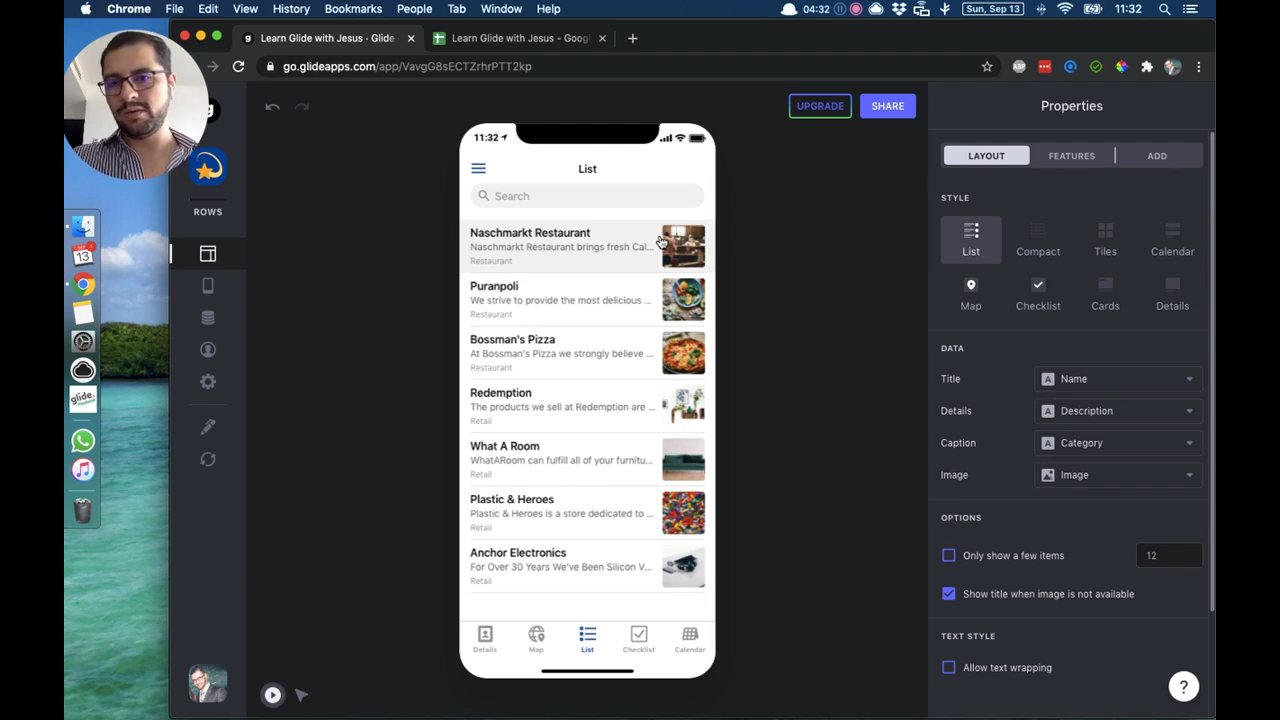 Chrome File Edit View History Bookmarks People Tab Window Help 04:32 Sun, Sep 13 11:32
Learn Glide with Jesus · Glide
Learn Glide with Jesus - Goog
go.glideapps.com/app/VavgG8sECTZrhrPTT2kp
UPGRADE
SHARE
Properties
LAYOUT FEATURES ADD
ROWS
11:32
List
Search
Naschmarkt Restaurant
Naschmarkt Restaurant brings fresh Cal...
Restaurant
Puranpoli
We strive to provide the most delicious ...
Restaurant
Bossman's Pizza
At Bossman's Pizza we strongly believe ...
Restaurant
Redemption
The products we sell at Redemption are ...
Retail
What A Room
WhatARoom can fulfill all of your furnitu...
Retail
Plastic & Heroes
Plastic & Heroes is a store dedicated to ...
Retail
Anchor Electronics
For Over 30 Years We've Been Silicon V...
Retail
Details Map List Checklist Calendar
STYLE
List Compact Tiles Calendar
Map Checklist Cards Details
DATA
Title Name
Details Description
Caption Category
Image Image
OPTIONS
Only show a few items 12
Show title when image is not available
TEXT STYLE
Allow text wrapping
?
13
glide